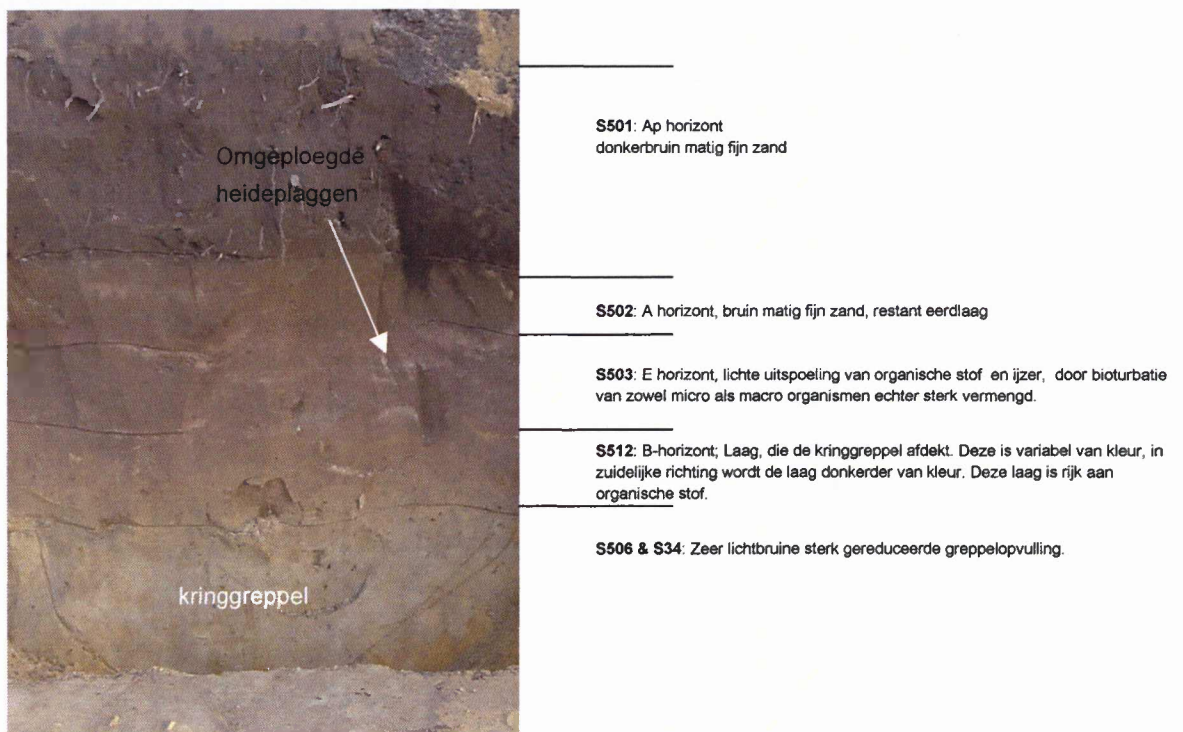 S501: Ap horizont
donkerbruin matig fijn zand
Omgeploegde
heideplaggen
S502: A horizont, bruin matig fijn zand, restant eerdlaag
S503: E horizont, lichte uitspoeling van organische stof en ijzer, door bioturbatie
van zowel micro als macro organismen echter sterk vermengd.
S512: B-horizont; Laag, die de kringgreppel afdekt. Deze is variabel van kleur, in
zuidelijke richting wordt de laag donkerder van kleur. Deze laag is rijk aan
organische stof.
S506 & S34: Zeer lichtbruine sterk gereduceerde greppelopvulling.
kringgreppel